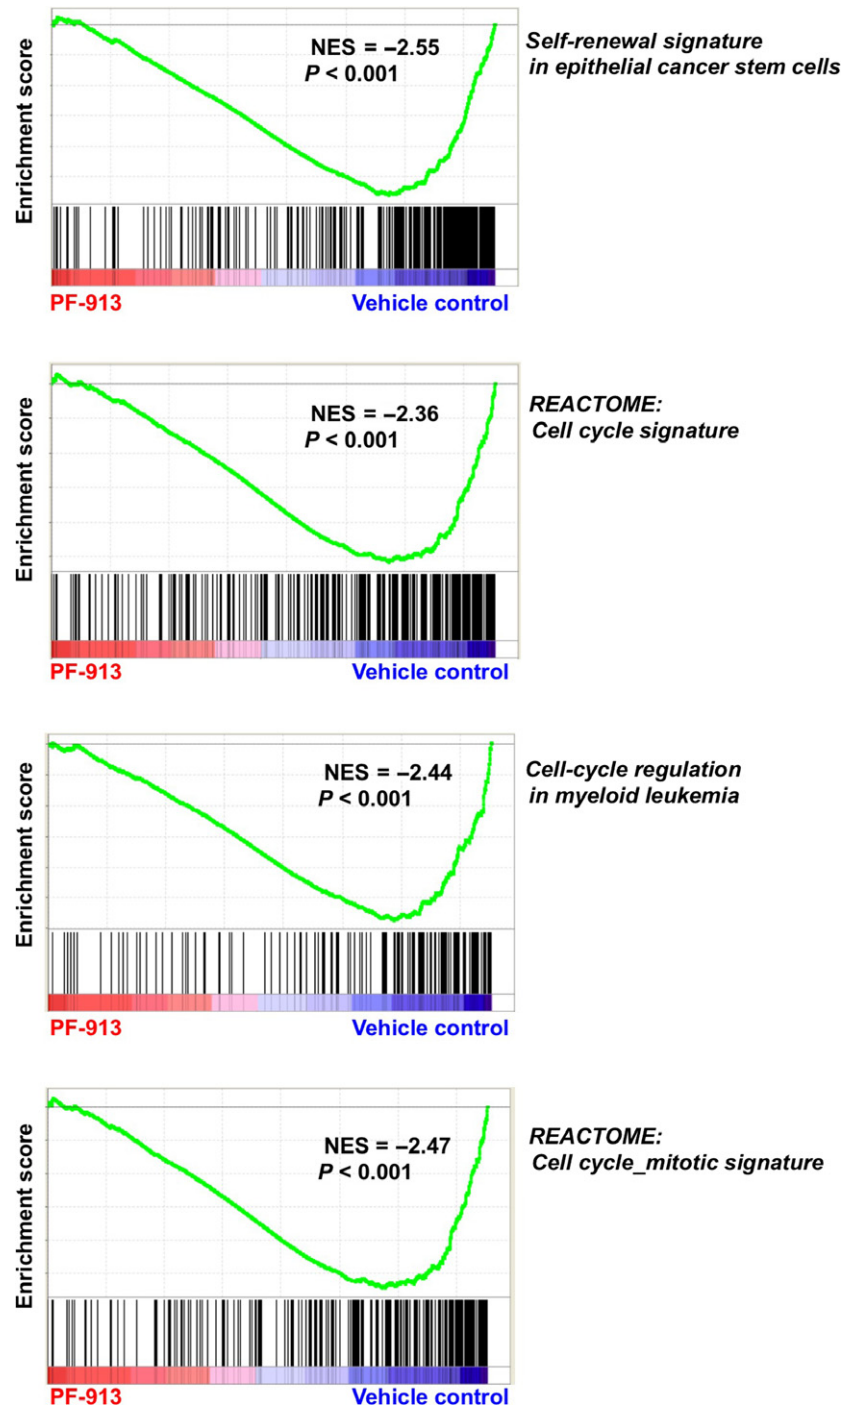 Enrichment score
NES = –2.55
P < 0.001
Self-renewal signature
in epithelial cancer stem cells
PF-913
Vehicle control
Enrichment score
NES = –2.36
P < 0.001
REACTOME:
Cell cycle signature
PF-913
Vehicle control
Enrichment score
NES = –2.44
P < 0.001
Cell-cycle regulation
in myeloid leukemia
PF-913
Vehicle control
Enrichment score
NES = –2.47
P < 0.001
REACTOME:
Cell cycle_mitotic signature
PF-913
Vehicle control